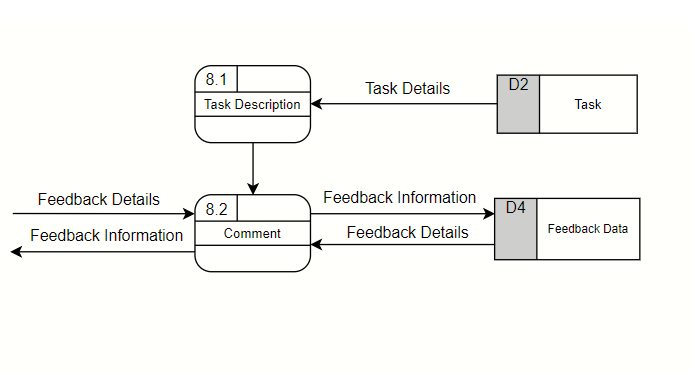 8.1
Task Description
Task Details
D2
Task
Feedback Details
Feedback Information
8.2
Comment
Feedback Information
Feedback Details
D4
Feedback Data